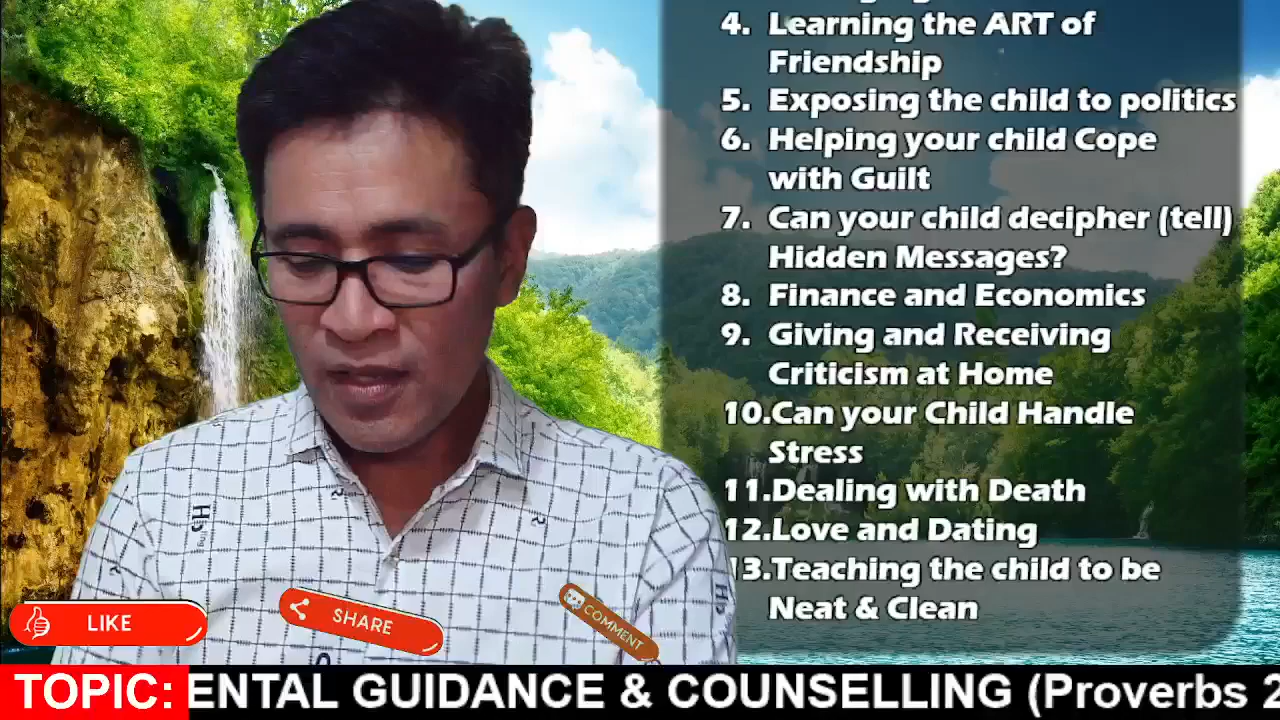 4. Learning the ART of
Friendship
5. Exposing the child to politics
6. Helping your child Cope
with Guilt
7. Can your child decipher (tell)
Hidden Messages?
8. Finance and Economics
9. Giving and Receiving
Criticism at Home
10.Can your Child Handle
Stress
11.Dealing with Death
12.Love and Dating
13.Teaching the child to be
Neat & Clean
LIKE
SHARE
COMMENT
TOPIC: ENTAL GUIDANCE & COUNSELLING (Proverbs 2